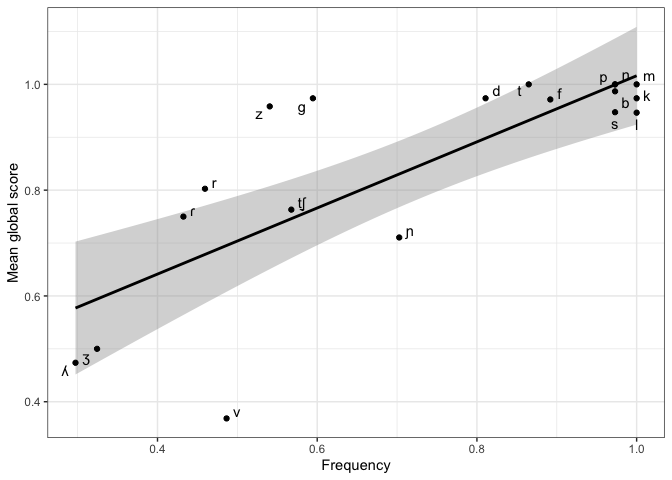 Mean global score
1.0
0.8
0.6
0.4
p n m
d t f k
z g b
s l
r
ɾ tʃ
ɲ
ʎ ʒ
v
0.4 0.6 0.8 1.0
Frequency